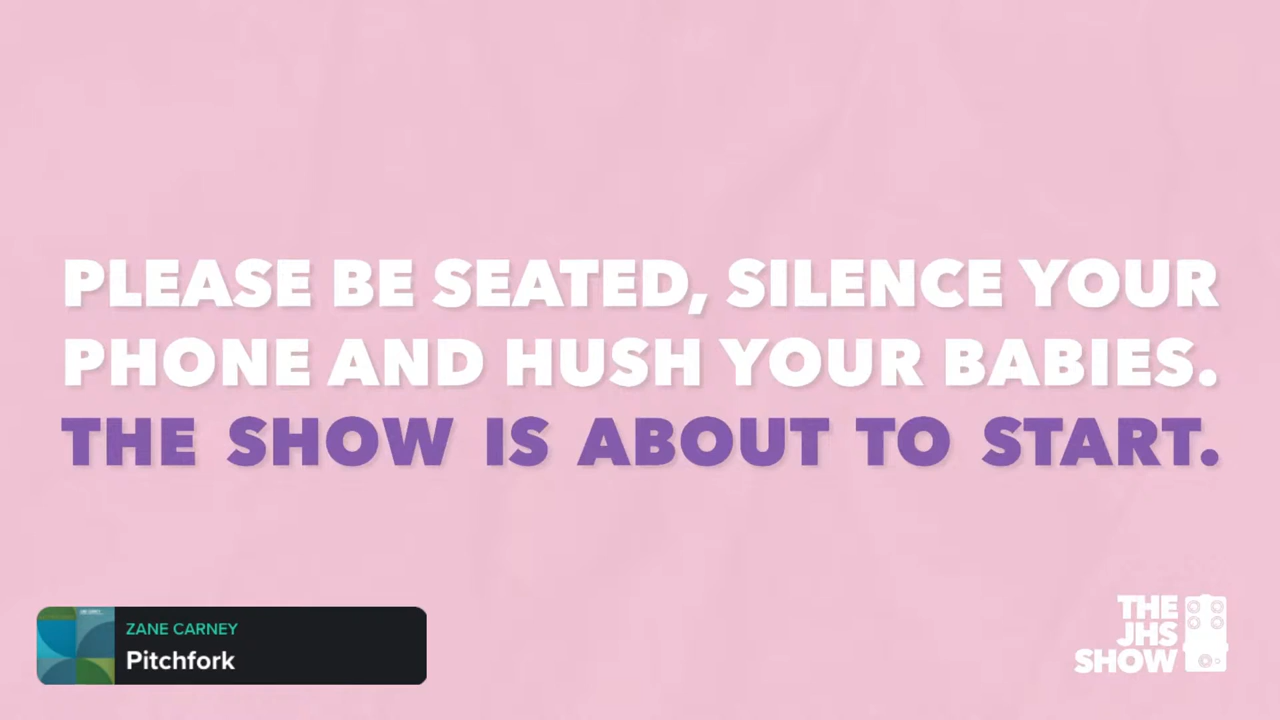 PLEASE BE SEATED, SILENCE YOUR
PHONE AND HUSH YOUR BABIES.
THE SHOW IS ABOUT TO START.
ZANE CARNEY
Pitchfork
THE
JHS
SHOW